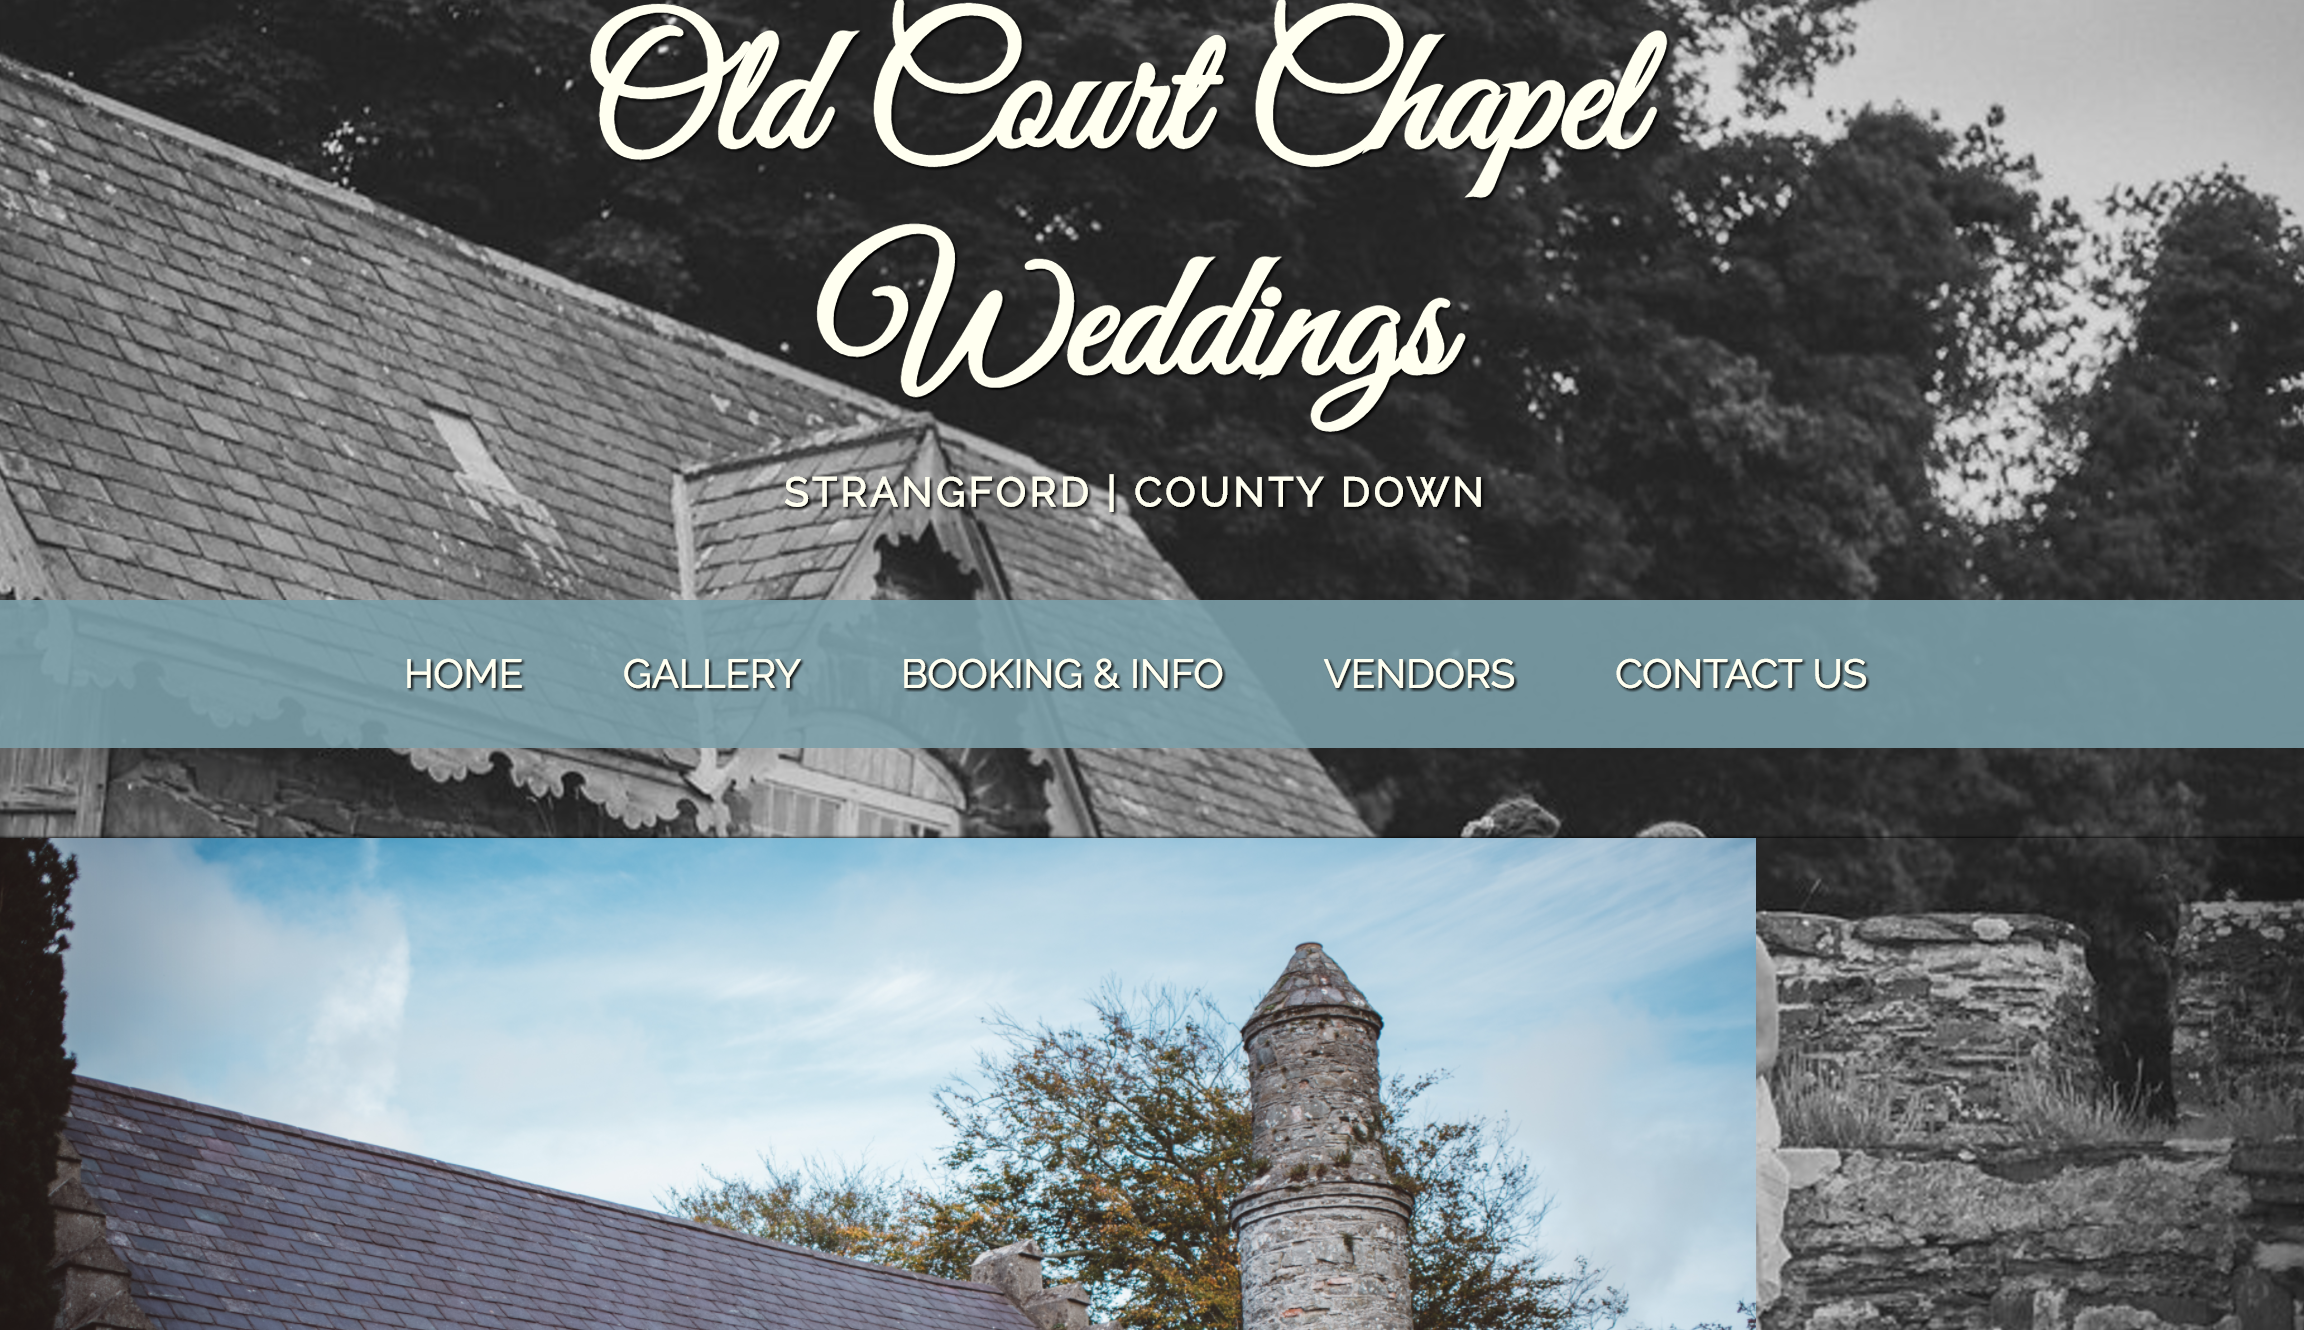 Old Court Chapel
Weddings
STRANGFORD | COUNTY DOWN
HOME GALLERY BOOKING & INFO VENDORS CONTACT US